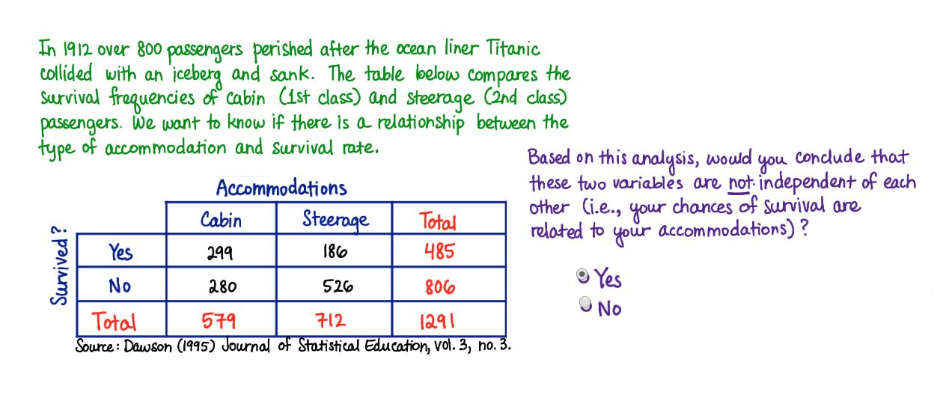 In 1912 over 800 passengers perished after the ocean liner Titanic
collided with an iceberg and sank. The table below compares the
survival frequencies of cabin (1st class) and steerage (2nd class)
passengers. We want to know if there is a relationship between the
type of accommodation and survival rate.
Accommodations
Cabin Steerage Total
Survived?
Yes 299 186 485
No 280 526 806
Total 579 712 1291
Source: Dawson (1995) Journal of Statistical Education, vol. 3, no. 3.
Based on this analysis, would you conclude that
these two variables are not independent of each
other (i.e., your chances of survival are
related to your accommodations)?
Yes
No